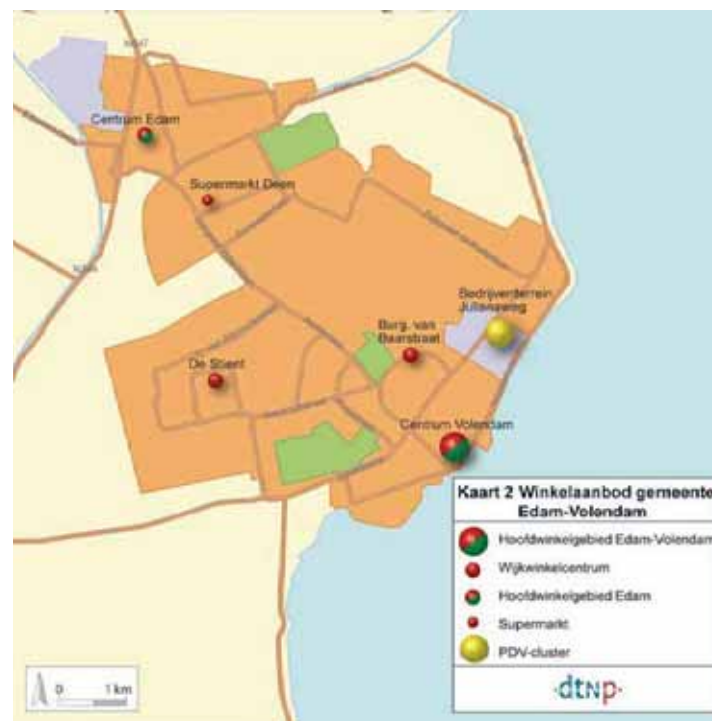 Centrum Edam
Supermarkt Deen
Bedrijventerrein
Julianaweg
Burg. van
Baarstraat
De Stient
Centrum Volendam
Kaart 2 Winkelaanbod gemeente
Edam-Volendam
Hoofdwinkelgebied Edam-Volendam
Wijkwinkelcentrum
Hoofdwinkelgebied Edam
Supermarkt
PDV-cluster
0 1 km
dtNp